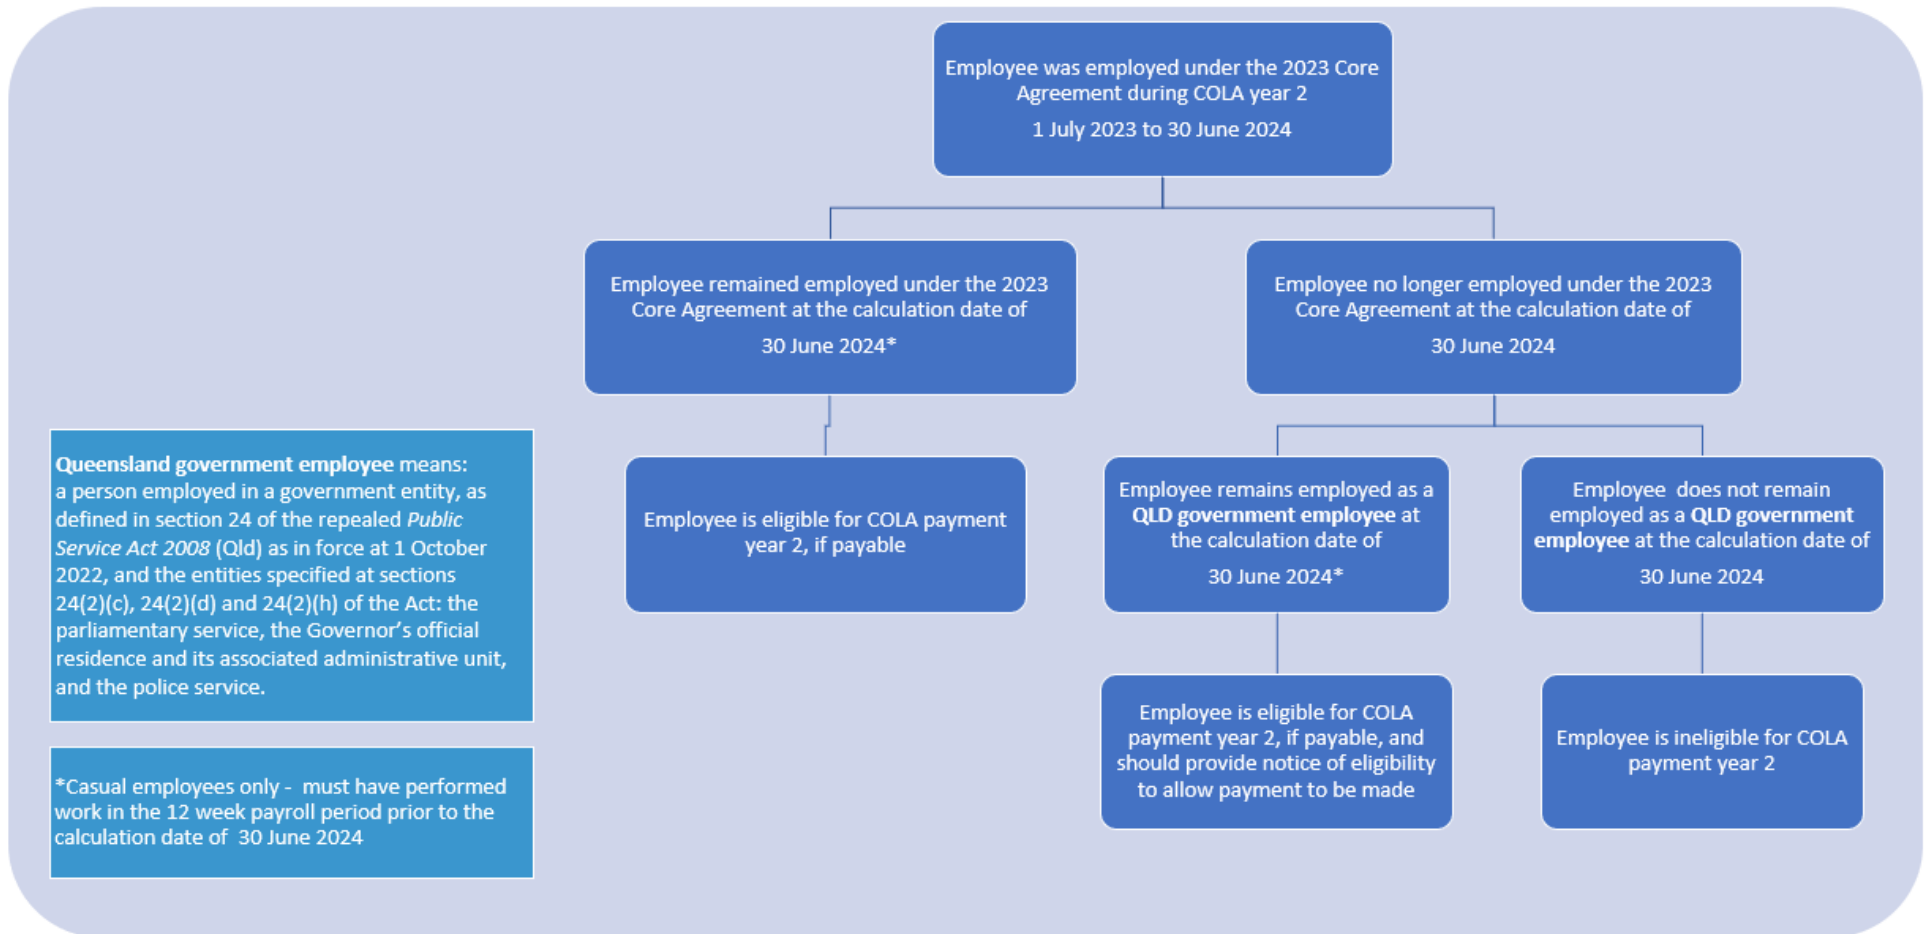 Employee was employed under the 2023 Core
Agreement during COLA year 2
1 July 2023 to 30 June 2024
Employee remained employed under the 2023
Core Agreement at the calculation date of
30 June 2024*
Employee no longer employed under the 2023
Core Agreement at the calculation date of
30 June 2024
Employee is eligible for COLA payment
year 2, if payable
Employee remains employed as a
QLD government employee at
the calculation date of
30 June 2024*
Employee does not remain
employed as a QLD government
employee at the calculation date of
30 June 2024
Employee is eligible for COLA
payment year 2, if payable, and
should provide notice of eligibility
to allow payment to be made
Employee is ineligible for COLA
payment year 2
Queensland government employee means:
a person employed in a government entity, as
defined in section 24 of the repealed Public
Service Act 2008 (Qld) as in force at 1 October
2022, and the entities specified at sections
24(2)(c), 24(2)(d) and 24(2)(h) of the Act: the
parliamentary service, the Governor’s official
residence and its associated administrative unit,
and the police service.
*Casual employees only - must have performed
work in the 12 week payroll period prior to the
calculation date of 30 June 2024